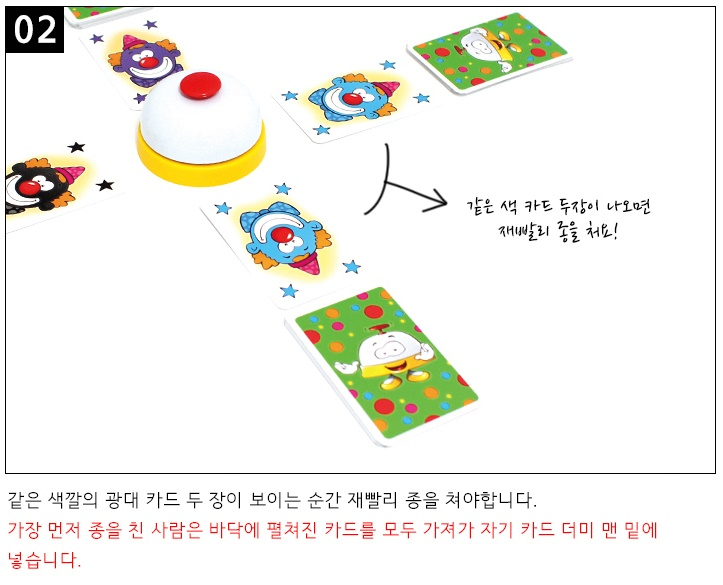 02
같은 색 카드 두장이 나오면
재빨리 종을 쳐요!
같은 색깔의 광대 카드 두 장이 보이는 순간 재빨리 종을 쳐야합니다.
가장 먼저 종을 친 사람은 바닥에 펼쳐진 카드를 모두 가져가 자기 카드 더미 맨 밑에
넣습니다.